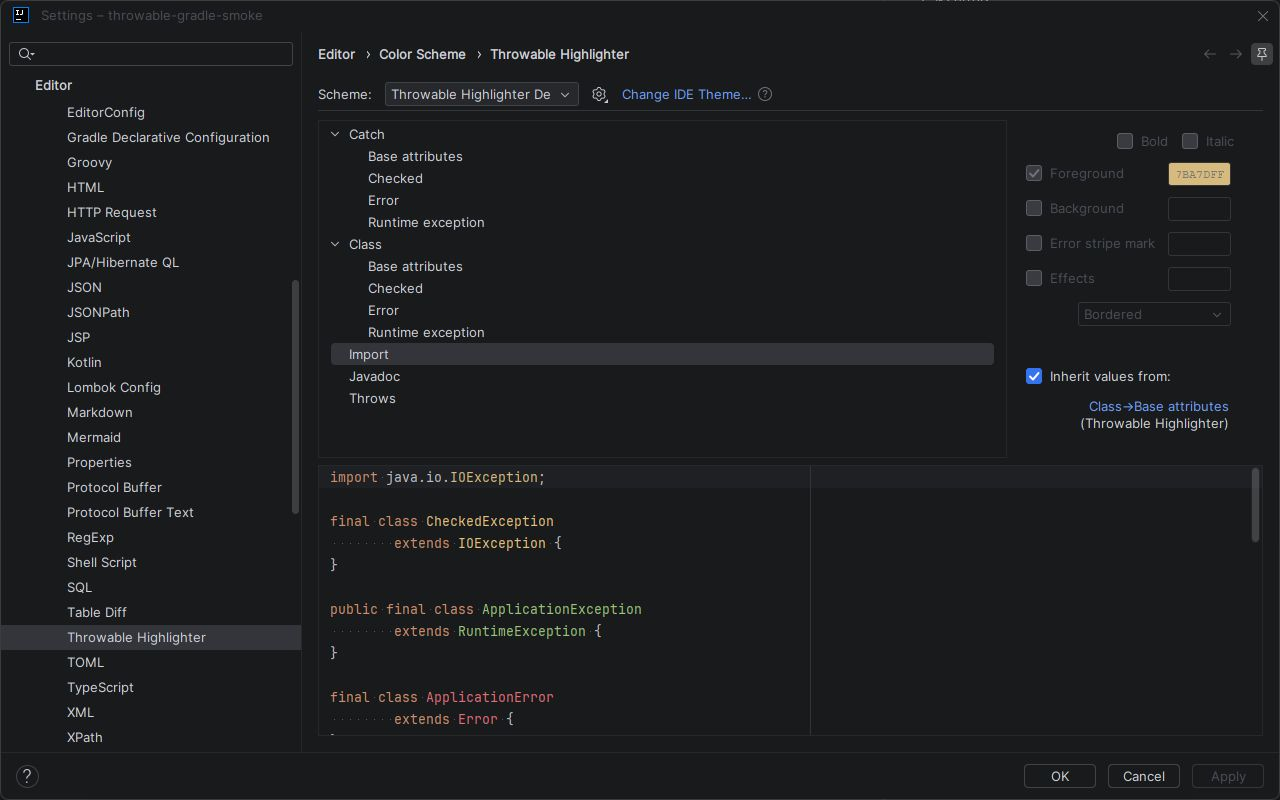 Settings – throwable-gradle-smoke
Editor
EditorConfig
Gradle Declarative Configuration
Groovy
HTML
HTTP Request
JavaScript
JPA/Hibernate QL
JSON
JSONPath
JSP
Kotlin
Lombok Config
Markdown
Mermaid
Properties
Protocol Buffer
Protocol Buffer Text
RegExp
Shell Script
SQL
Table Diff
Throwable Highlighter
TOML
TypeScript
XML
XPath
Editor › Color Scheme › Throwable Highlighter
Scheme: Throwable Highlighter De Change IDE Theme... ?
Catch
Base attributes
Checked
Error
Runtime exception
Class
Base attributes
Checked
Error
Runtime exception
Import
Javadoc
Throws
Bold Italic
Foreground 7BA7DFF
Background
Error stripe mark
Effects
Bordered
Inherit values from:
Class→Base attributes
(Throwable Highlighter)
import java.io.IOException;
final class CheckedException
extends IOException {
}
public final class ApplicationException
extends RuntimeException {
}
final class ApplicationError
extends Error {
? OK Cancel Apply